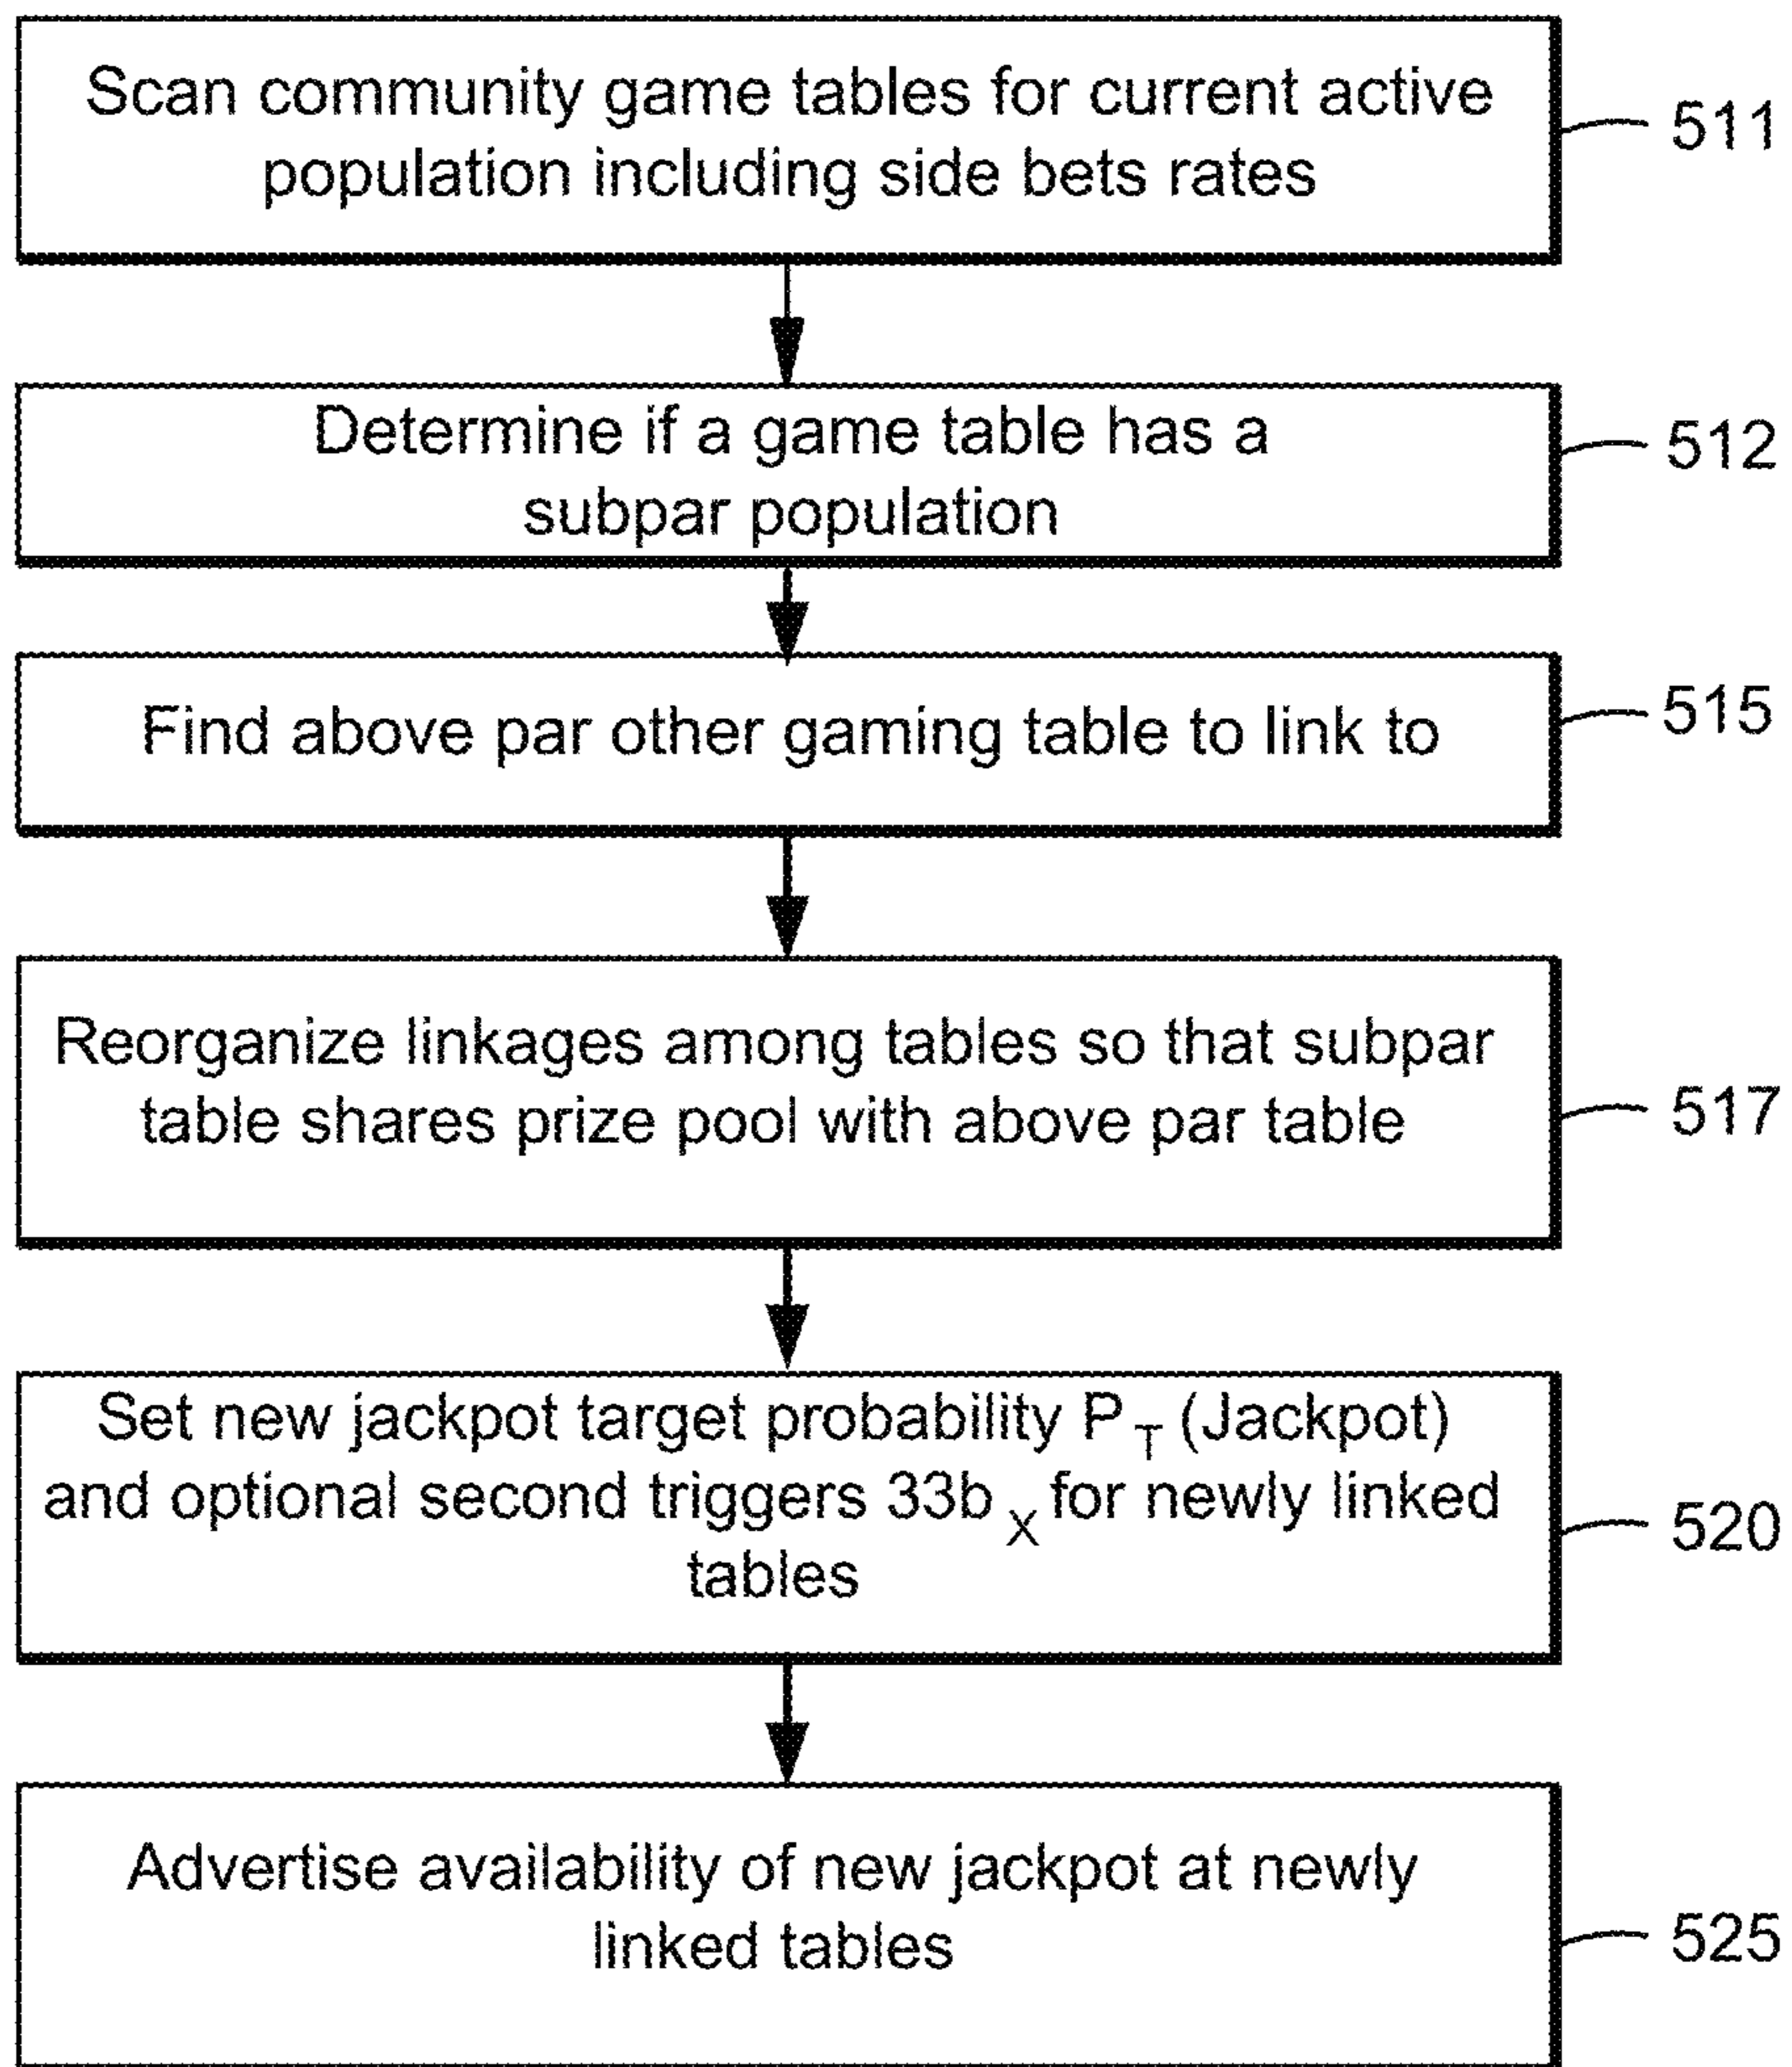 Scan community game tables for current active
population including side bets rates
511
Determine if a game table has a
subpar population
512
Find above par other gaming table to link to
515
Reorganize linkages among tables so that subpar
table shares prize pool with above par table
517
Set new jackpot target probability P T (Jackpot)
and optional second triggers 33b X for newly linked
tables
520
Advertise availability of new jackpot at newly
linked tables
525